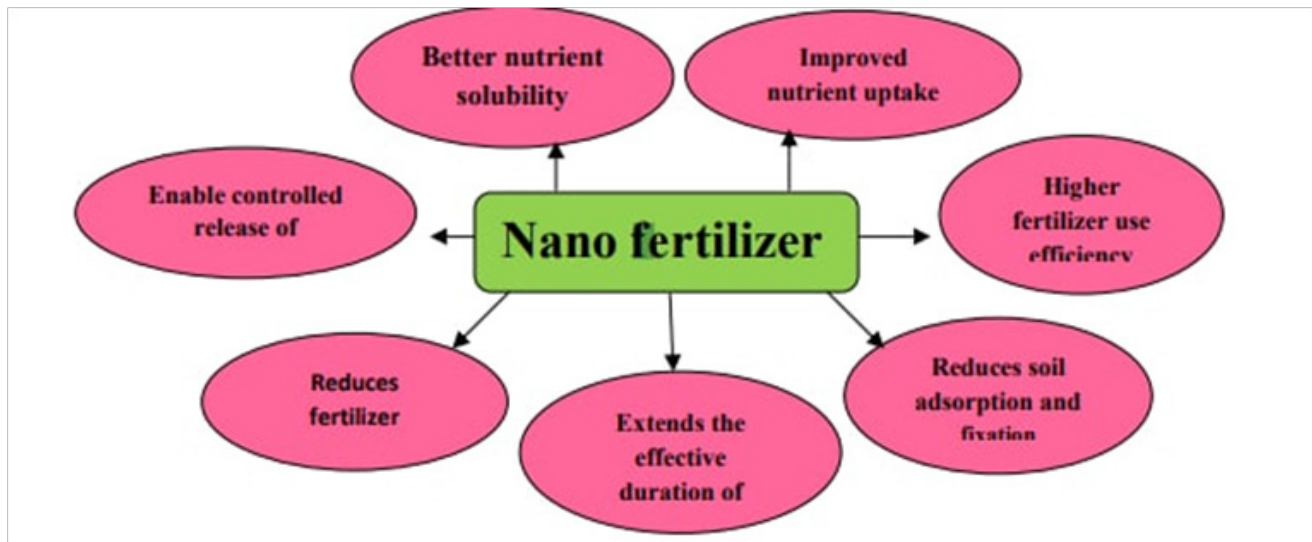 Better nutrient
solubility
Improved
nutrient uptake
Enable controlled
release of
Nano fertilizer
Higher
fertilizer use
efficiency
Reduces
fertilizer
Extends the
effective
duration of
Reduces soil
adsorption and
fixation